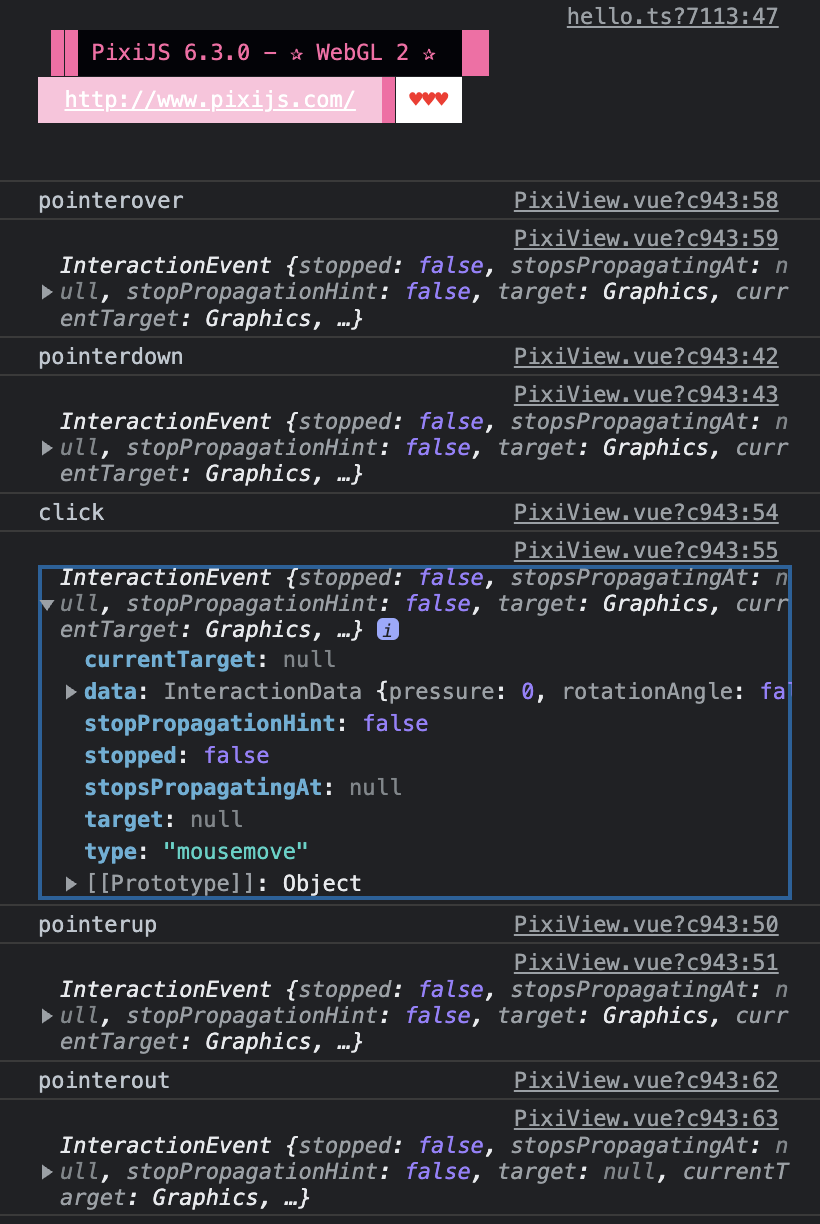 hello.ts?7113:47
PixiJS 6.3.0 - ✰ WebGL 2 ✰
http://www.pixijs.com/ ♥♥♥
pointerover PixiView.vue?c943:58
PixiView.vue?c943:59
InteractionEvent {stopped: false, stopsPropagatingAt: n
▶ull, stopPropagationHint: false, target: Graphics, curr
entTarget: Graphics, …}
pointerdown PixiView.vue?c943:42
PixiView.vue?c943:43
InteractionEvent {stopped: false, stopsPropagatingAt: n
▶ull, stopPropagationHint: false, target: Graphics, curr
entTarget: Graphics, …}
click PixiView.vue?c943:54
PixiView.vue?c943:55
InteractionEvent {stopped: false, stopsPropagatingAt: n
▼ull, stopPropagationHint: false, target: Graphics, curr
entTarget: Graphics, …} i
currentTarget: null
▶data: InteractionData {pressure: 0, rotationAngle: fal
stopPropagationHint: false
stopped: false
stopsPropagatingAt: null
target: null
type: "mousemove"
▶[[Prototype]]: Object
pointerup PixiView.vue?c943:50
PixiView.vue?c943:51
InteractionEvent {stopped: false, stopsPropagatingAt: n
▶ull, stopPropagationHint: false, target: Graphics, curr
entTarget: Graphics, …}
pointerout PixiView.vue?c943:62
PixiView.vue?c943:63
InteractionEvent {stopped: false, stopsPropagatingAt: n
▶ull, stopPropagationHint: false, target: null, currentT
arget: Graphics, …}